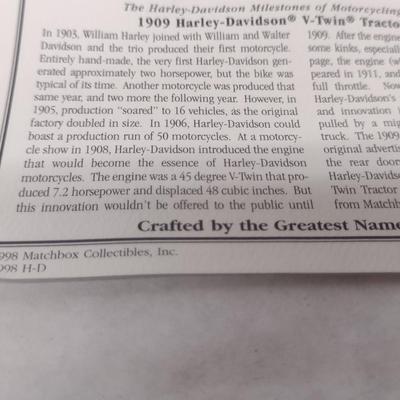 The Harley-Davidson Milestones of Motorcycling
1909 Harley-Davidson® V-Twin Tracto
In 1903, William Harley joined with William and Walter
Davidson and the trio produced their first motorcycle.
Entirely hand-made, the very first Harley-Davidson gen-
erated approximately two horsepower, but the bike was
typical of its time. Another motorcycle was produced that
same year, and two more the following year. However, in
1905, production "soared" to 16 vehicles, as the original
factory doubled in size. In 1906, Harley-Davidson could
boast a production run of 50 motorcycles. At a motorcy-
cle show in 1908, Harley-Davidson introduced the engine
that would become the essence of Harley-Davidson
motorcycles. The engine was a 45 degree V-Twin that pro-
duced 7.2 horsepower and displaced 48 cubic inches. But
this innovation wouldn't be offered to the public until
1909. After the engine
some kinks, especial
page, the engine (wh
peared in 1911, and
full throttle. Now
Harley-Davidson's
and innovation
pulled by a mi
truck. The 1909
original adverti
the rear door
Harley-David
Twin Tractor
from Matchb
Crafted by the Greatest Name
998 Matchbox Collectibles, Inc.
998 H-D